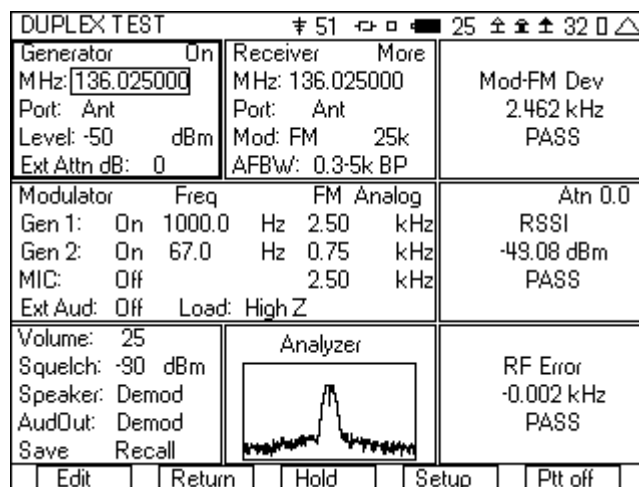 DUPLEX TEST 51 25 32
Generator On
MHz: 136.025000
Port: Ant
Level: -50 dBm
Ext Attn dB: 0
Receiver More
MHz: 136.025000
Port: Ant
Mod: FM 25k
AFBW: 0.3-5k BP
Mod-FM Dev
2.462 kHz
PASS
Modulator Freq FM Analog
Gen 1: On 1000.0 Hz 2.50 kHz
Gen 2: On 67.0 Hz 0.75 kHz
MIC: Off 2.50 kHz
Ext Aud: Off Load: High Z
Atn 0.0
RSSI
-49.08 dBm
PASS
Volume: 25
Squelch: -90 dBm
Speaker: Demod
AudOut: Demod
Save Recall
Analyzer
RF Error
-0.002 kHz
PASS
Edit Return Hold Setup Ptt off